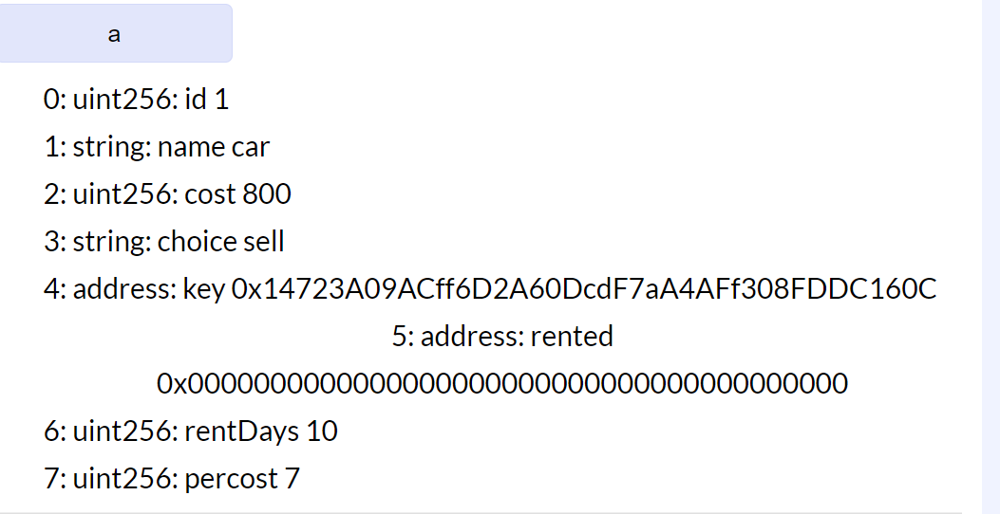 a
0: uint256: id 1
1: string: name car
2: uint256: cost 800
3: string: choice sell
4: address: key 0x14723A09ACff6D2A60DcdF7aA4AFf308FDDC160C
5: address: rented
0x0000000000000000000000000000000000000000
6: uint256: rentDays 10
7: uint256: percost 7